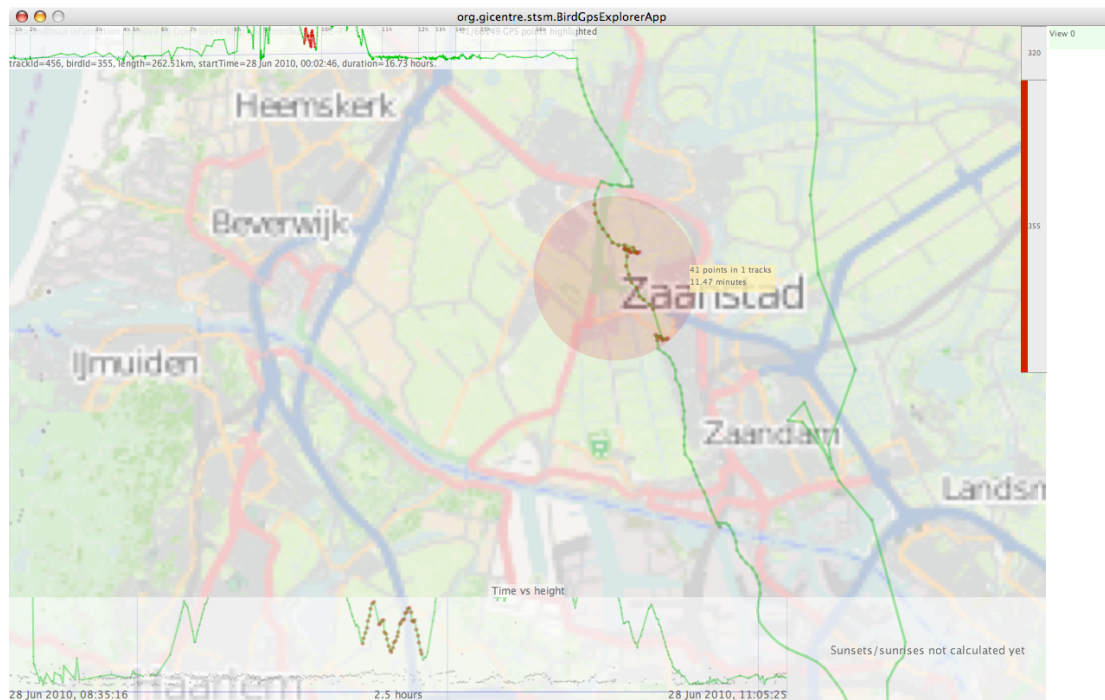 org.gicentre.stsm.BirdGpsExplorerApp
View 0
GPS points highlighted
trackId=456, birdId=355, length=262.51km, startTime=28 Jun 2010, 00:02:46, duration=16.73 hours.
320
Heemskerk
Beverwijk
355
41 points in 1 tracks
11.47 minutes
Zaanstad
IJmuiden
Zaandam
Landsm
Time vs height
Sunsets/sunrises not calculated yet
Haarlem
28 Jun 2010, 08:35:16
2.5 hours
28 Jun 2010, 11:05:25